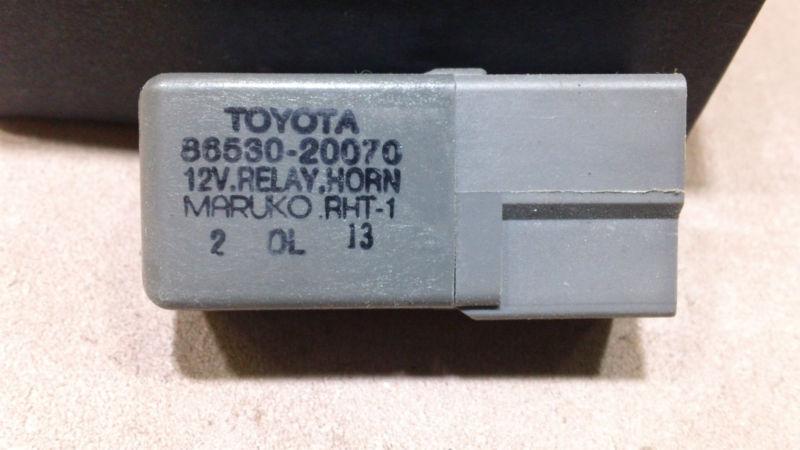 TOYOTA
86530-20070
12V.RELAY.HORN
MARUKO.RHT-1
2 OL 13